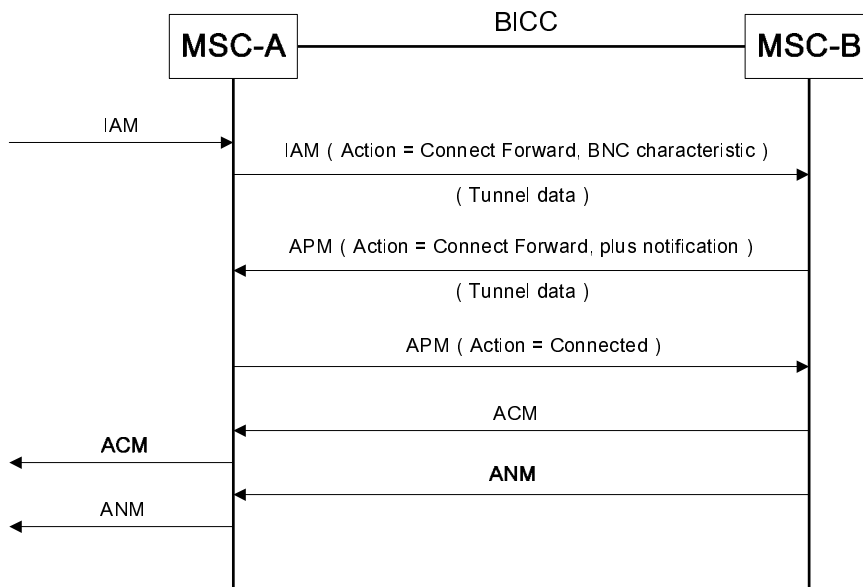 BICC
MSC-A
MSC-B
IAM
IAM ( Action = Connect Forward, BNC characteristic )
( Tunnel data )
APM ( Action = Connect Forward, plus notification )
( Tunnel data )
APM ( Action = Connected )
ACM
ACM
ANM
ANM